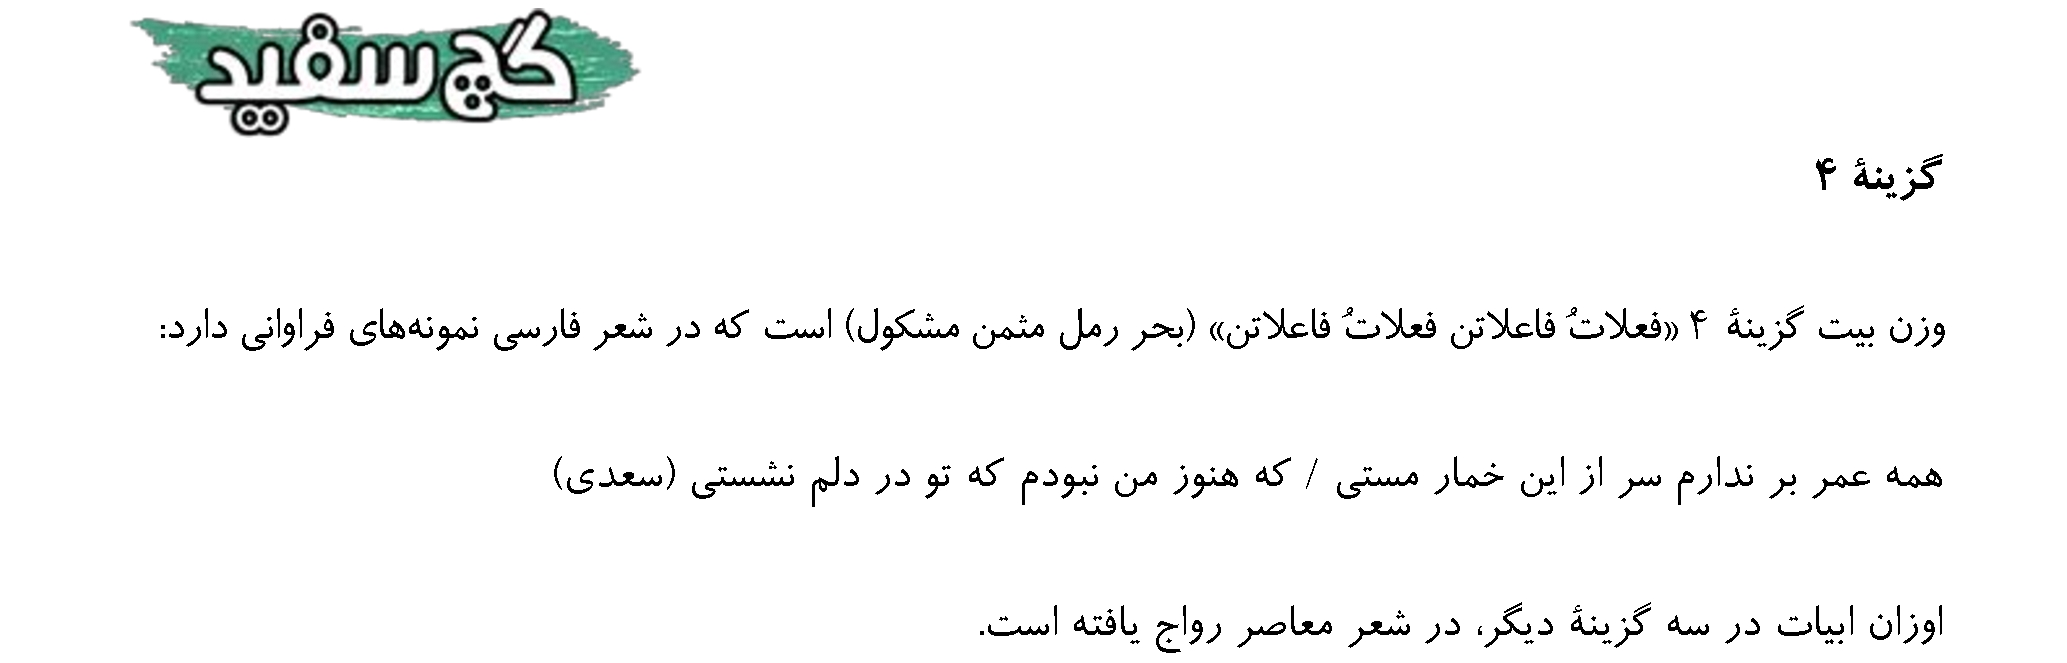 گچ سفید
گزینهٔ ۴
وزن بیت گزینهٔ ۴ «فعلاتُ فاعلاتن فعلاتُ فاعلاتن» (بحر رمل مثمن مشکول) است که در شعر فارسی نمونه‌های فراوانی دارد:
همه عمر بر ندارم سر از این خمار مستی / که هنوز من نبودم که تو در دلم نشستی (سعدی)
اوزان ابیات در سه گزینهٔ دیگر، در شعر معاصر رواج یافته است.